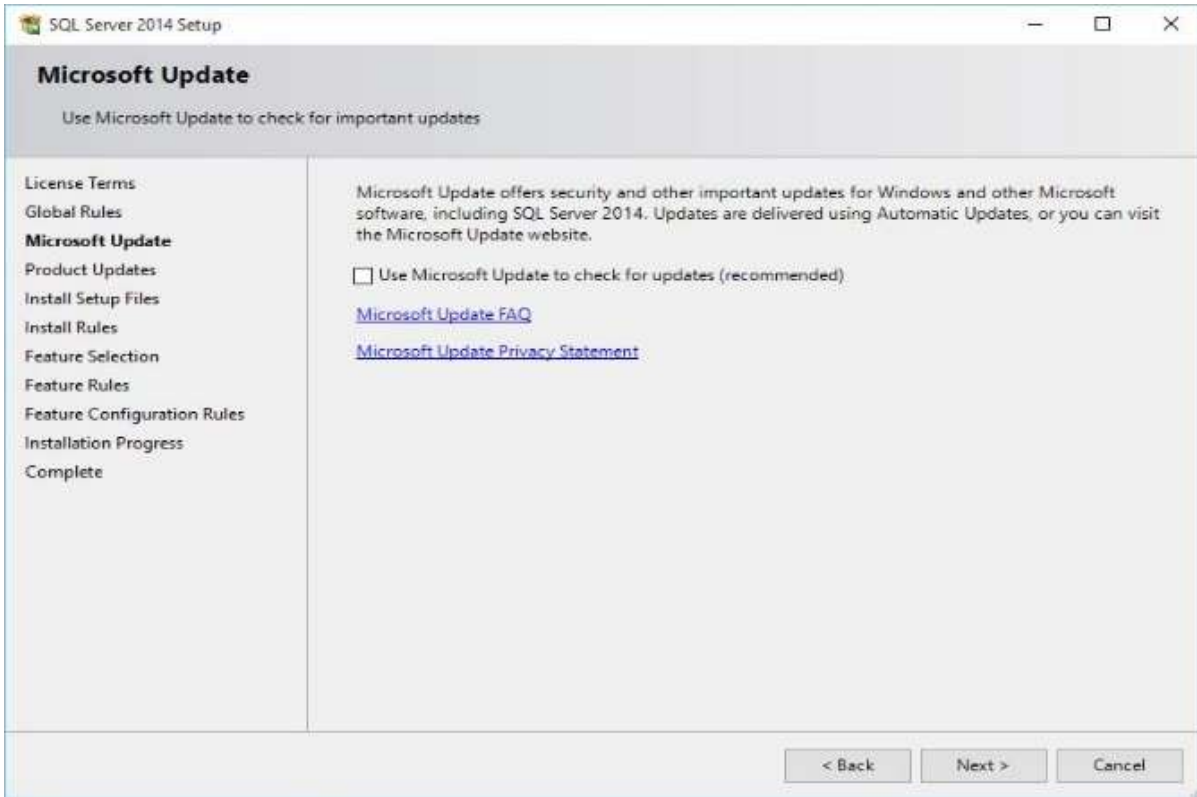 SQL Server 2014 Setup
Microsoft Update
Use Microsoft Update to check for important updates
License Terms
Global Rules
Microsoft Update
Product Updates
Install Setup Files
Install Rules
Feature Selection
Feature Rules
Feature Configuration Rules
Installation Progress
Complete
Microsoft Update offers security and other important updates for Windows and other Microsoft
software, including SQL Server 2014. Updates are delivered using Automatic Updates, or you can visit
the Microsoft Update website.
Use Microsoft Update to check for updates (recommended)
Microsoft Update FAQ
Microsoft Update Privacy Statement
< Back Next > Cancel